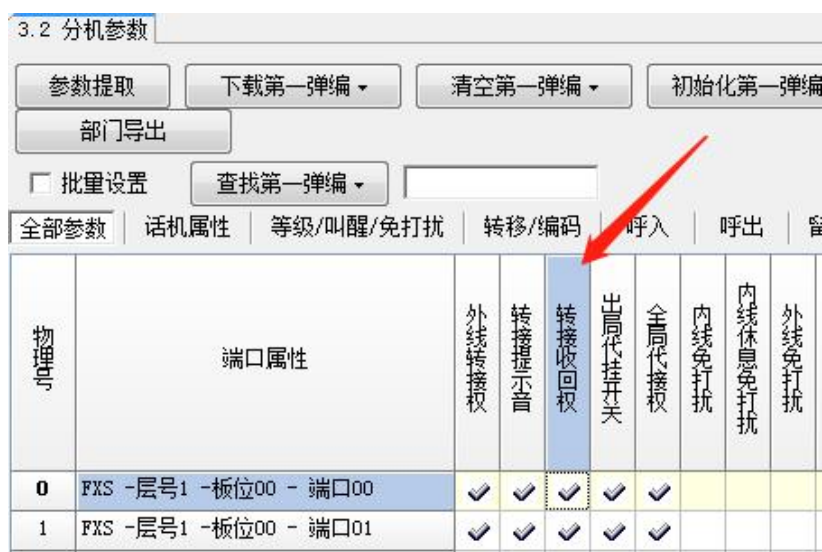 3.2 分机参数
参数提取 下载第一弹编 清空第一弹编 初始化第一弹编
部门导出
批量设置 查找第一弹编
全部参数 话机属性 等级/叫醒/免打扰 转移/编码 呼入 呼出
物理号 端口属性 外线转接权 转接提示音 转接收回权 出局代挂开关 全局代接权 内线免打扰 内线休息免打扰 外线免打扰
0 FXS -层号1 -板位00 - 端口00
1 FXS -层号1 -板位00 - 端口01